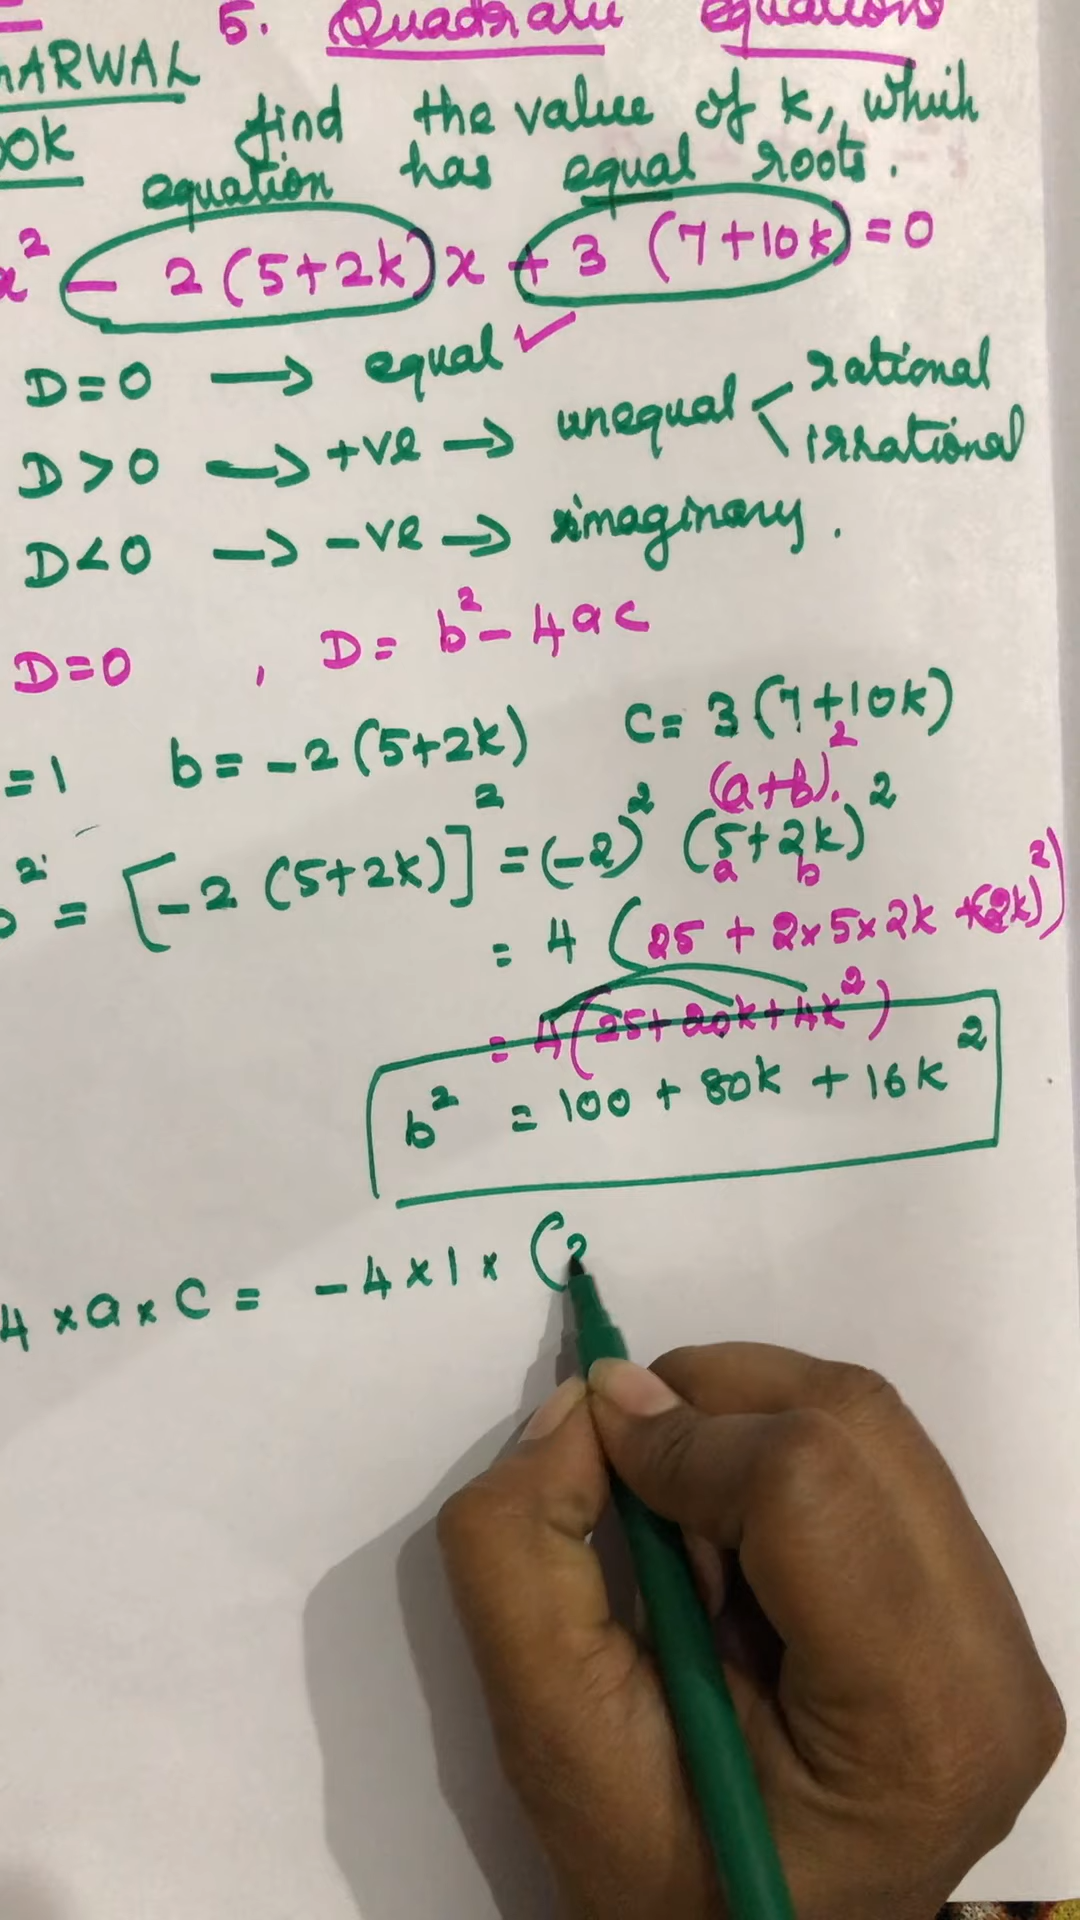 5. Quadratic equations
ARWAL
find the value of k, which
OK
equation has equal roots.
x² - 2(5+2k)x + 3(7+10k)=0
D=0 → equal ✓
D>0 → +ve → unequal < rational
irrational
D<0 → -ve → imaginary.
D=0 , D= b²-4ac
=1 b=-2(5+2k) c=3(7+10k)
(a+b)²
b² = [-2(5+2k)]² = (-2)² (5+2k)²
a b
= 4 (25 + 2×5×2k + (2k)²)
= 4(25+20k+4k²)
b² = 100 + 80k + 16k²
4×a×c = -4×1×(